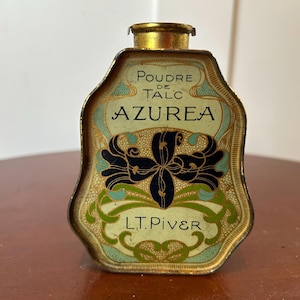 POUDRE
DE
TALC
AZUREA
L.T. PIVER